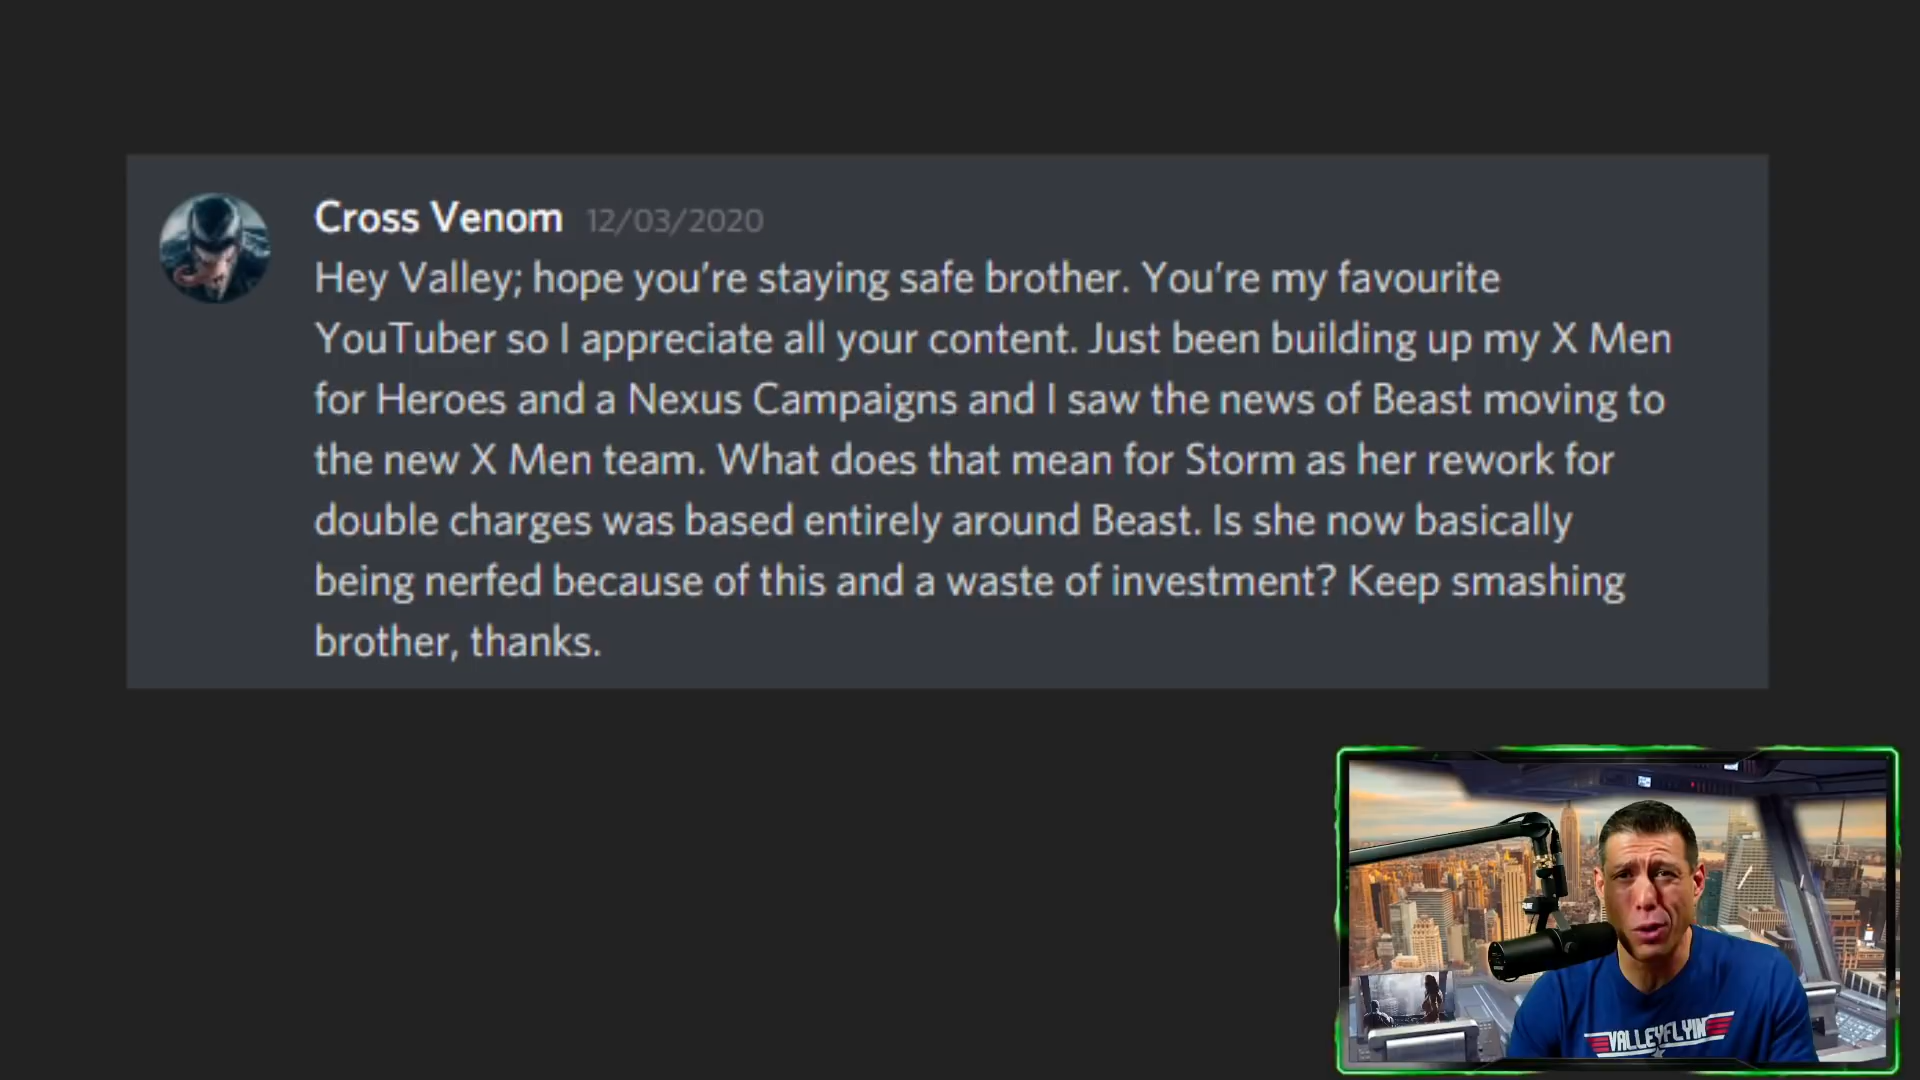 Cross Venom 12/03/2020
Hey Valley; hope you’re staying safe brother. You’re my favourite
YouTuber so I appreciate all your content. Just been building up my X Men
for Heroes and a Nexus Campaigns and I saw the news of Beast moving to
the new X Men team. What does that mean for Storm as her rework for
double charges was based entirely around Beast. Is she now basically
being nerfed because of this and a waste of investment? Keep smashing
brother, thanks.
VALLEYFLYIN